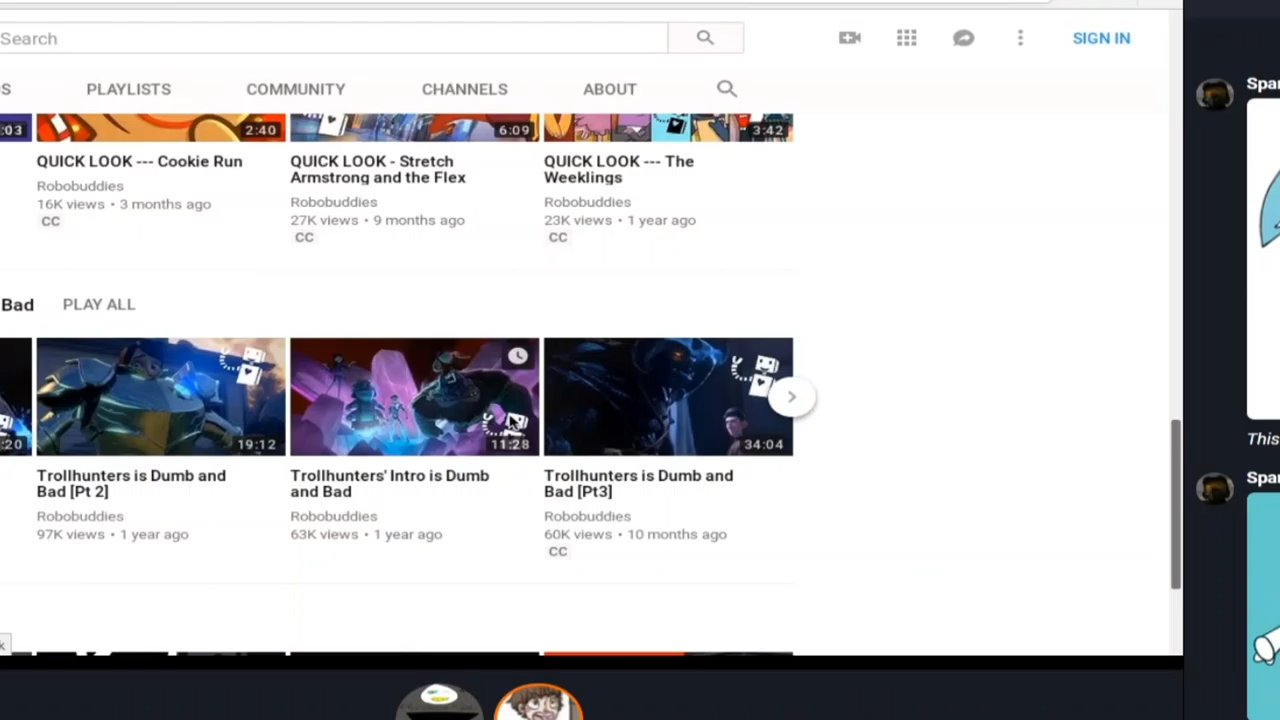 Search
SIGN IN
S PLAYLISTS COMMUNITY CHANNELS ABOUT
Spar
:03 2:40 6:09 3:42
QUICK LOOK --- Cookie Run
Robobuddies
16K views • 3 months ago
CC
QUICK LOOK - Stretch
Armstrong and the Flex
Robobuddies
27K views • 9 months ago
CC
QUICK LOOK --- The
Weeklings
Robobuddies
23K views • 1 year ago
CC
Bad PLAY ALL
:20 19:12 11:28 34:04
Trollhunters is Dumb and
Bad [Pt 2]
Robobuddies
97K views • 1 year ago
Trollhunters' Intro is Dumb
and Bad
Robobuddies
63K views • 1 year ago
Trollhunters is Dumb and
Bad [Pt3]
Robobuddies
60K views • 10 months ago
CC
This
Spar
k